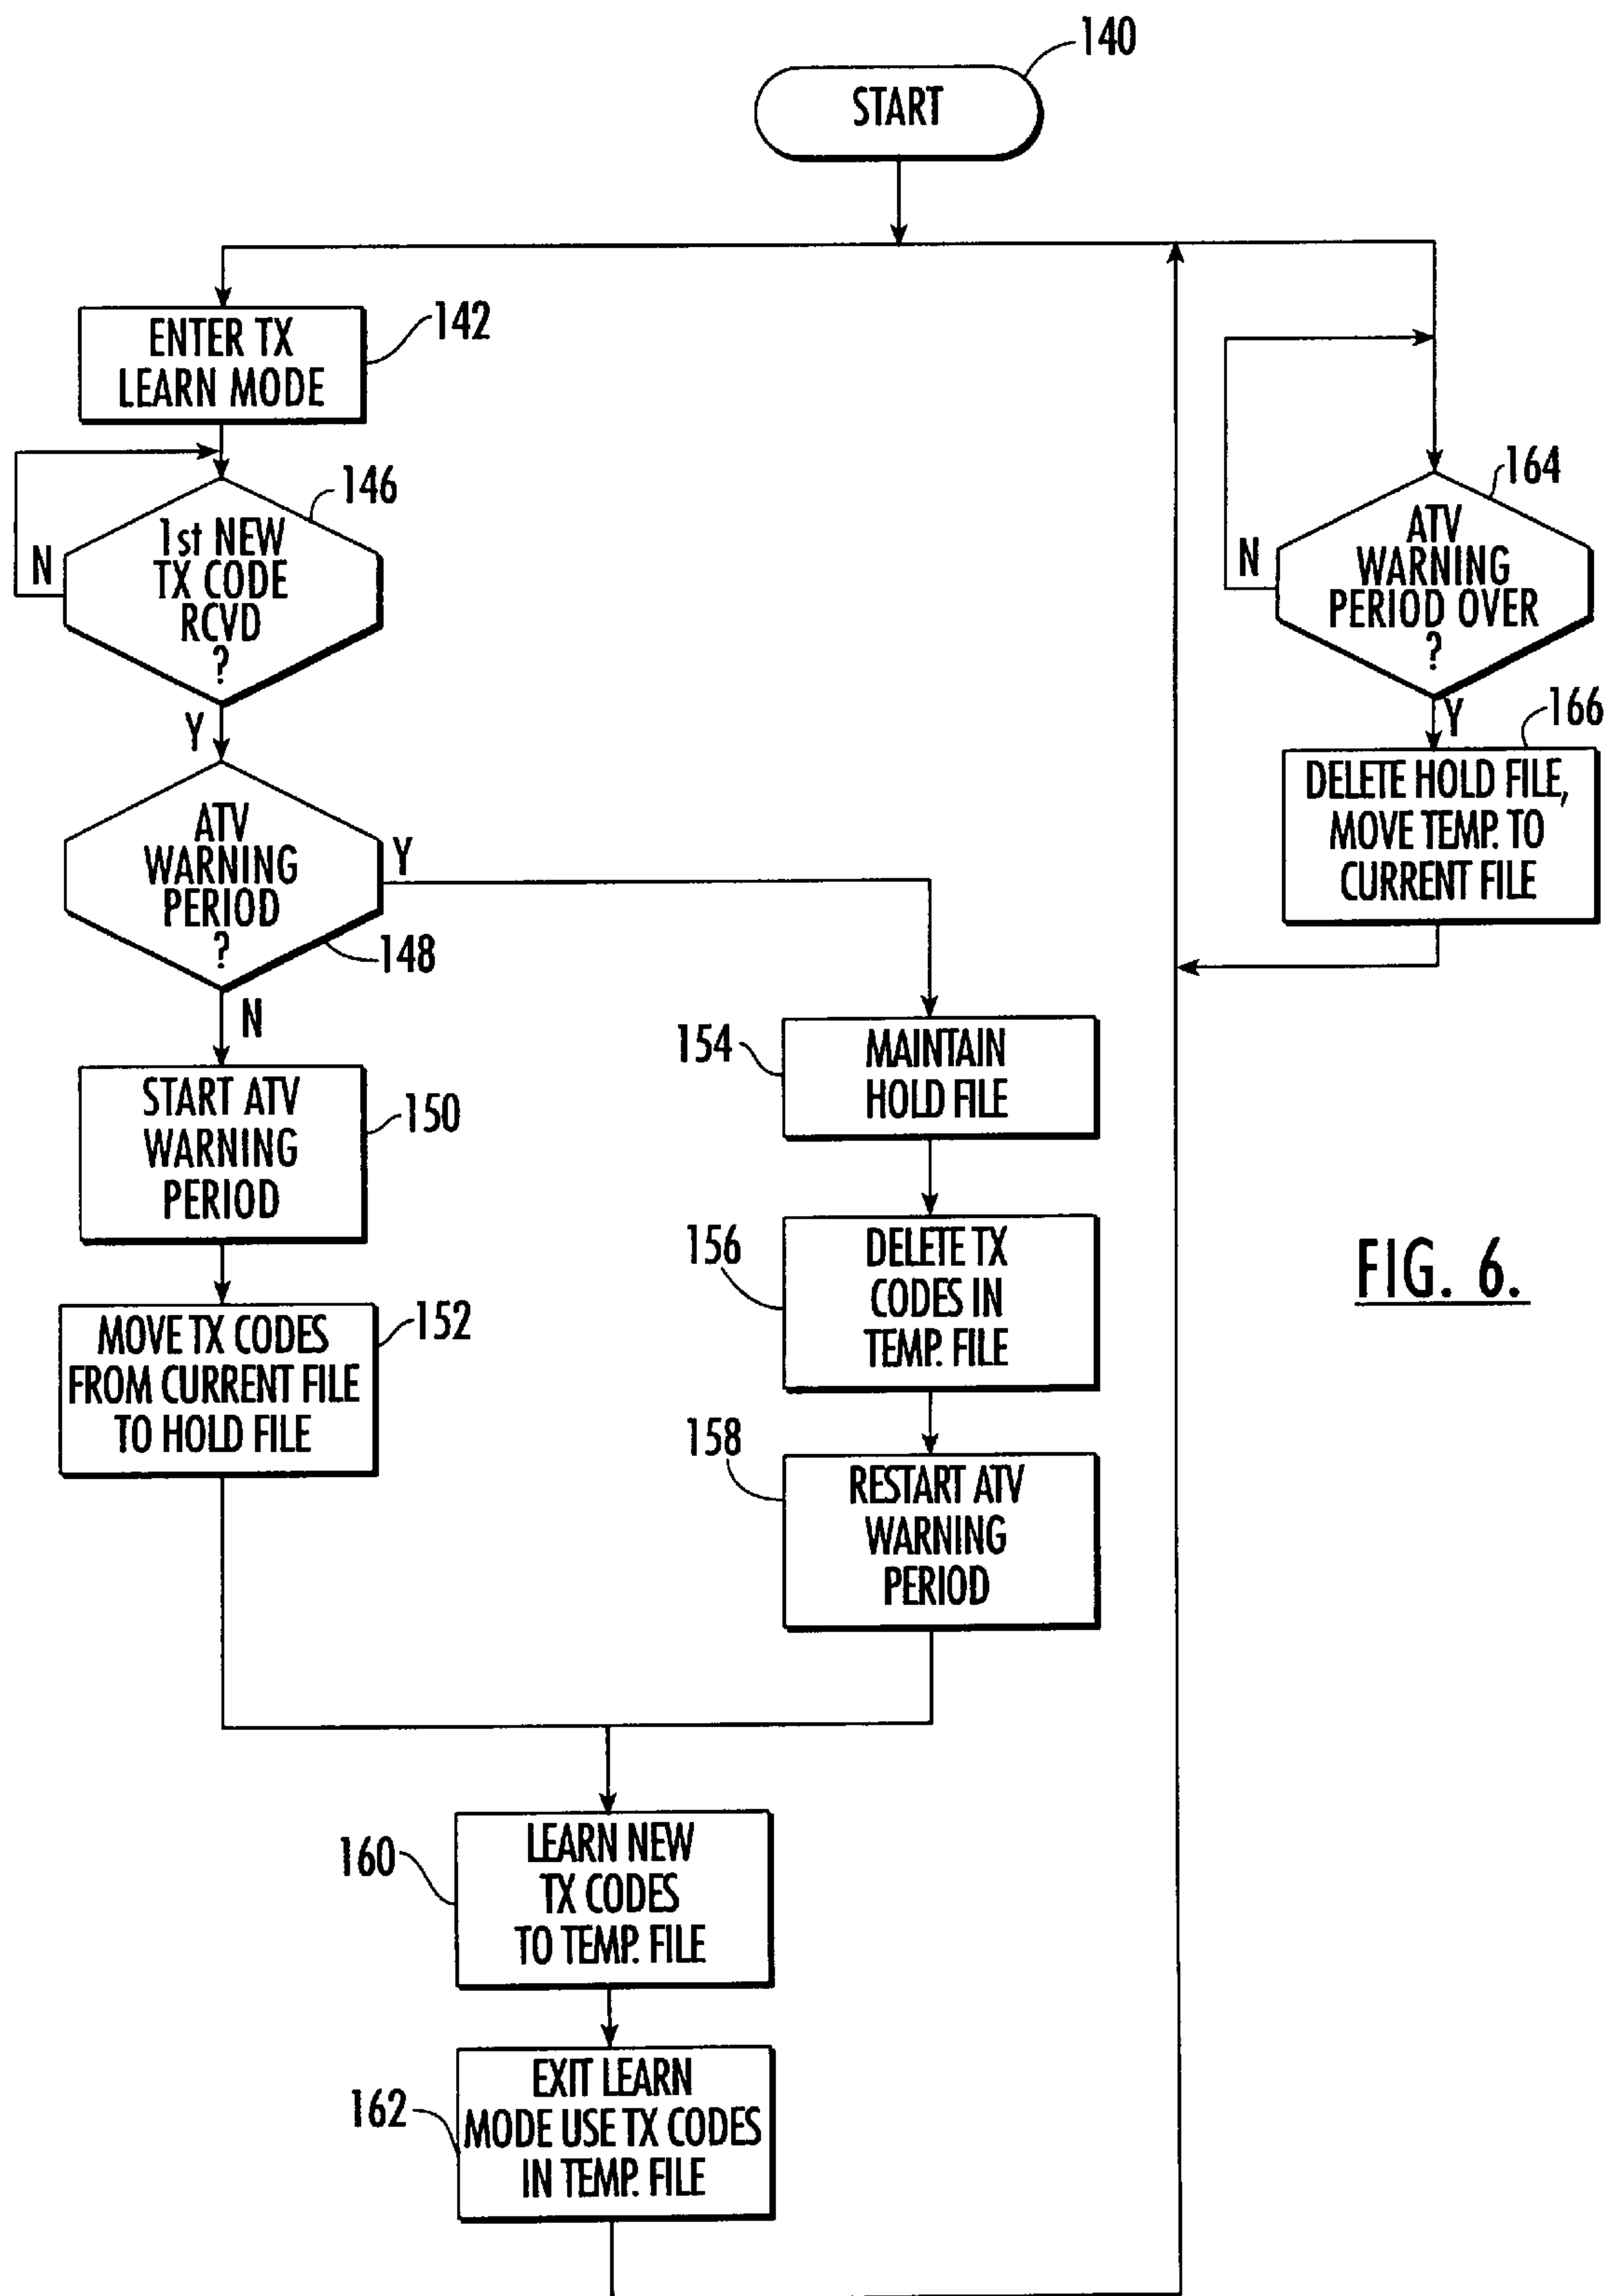 140
START
ENTER TX
LEARN MODE
142
146
1st NEW
TX CODE
RCVD
?
N
Y
ATV
WARNING
PERIOD
?
Y
148
N
START ATV
WARNING
PERIOD
150
MOVE TX CODES
FROM CURRENT FILE
TO HOLD FILE
152
154
MAINTAIN
HOLD FILE
156
DELETE TX
CODES IN
TEMP. FILE
158
RESTART ATV
WARNING
PERIOD
160
LEARN NEW
TX CODES
TO TEMP. FILE
162
EXIT LEARN
MODE USE TX CODES
IN TEMP. FILE
164
ATV
WARNING
PERIOD OVER
?
N
Y
166
DELETE HOLD FILE,
MOVE TEMP. TO
CURRENT FILE
FIG. 6.